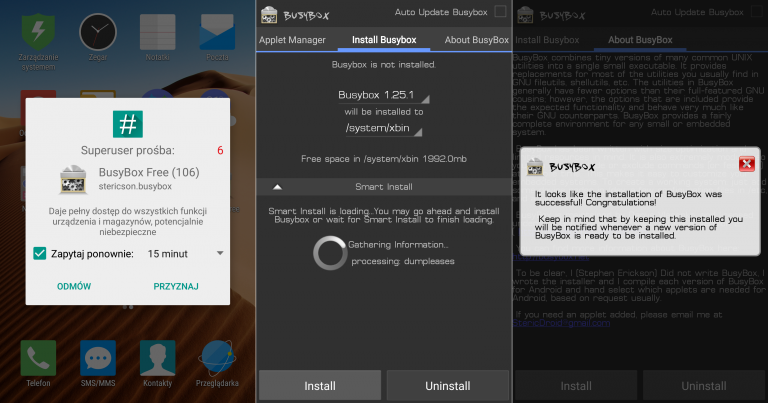 Zarządzanie
systemem
Zegar
Notatki
Poczta
#
Superuser prośba:
6
BusyBox Free (106)
stericson.busybox
Daje pełny dostęp do wszystkich funkcji
urządzenia i magazynów, potencjalnie
niebezpieczne
Zapytaj ponownie:
15 minut
ODMÓW
PRZYZNAJ
Telefon
SMS/MMS
Kontakty
Przeglądarka
BUSYBOX
Auto Update Busybox
Applet Manager
Install Busybox
About BusyBox
Busybox is not installed.
Busybox 1.25.1
will be installed to
/system/xbin
Free space in /system/xbin 1992.0mb
Smart Install
Smart Install is loading...You may go ahead and install
Busybox or wait for Smart Install to finish loading.
Gathering Information...
processing: dumpleases
Install
Uninstall
BUSYBOX
Auto Update Busybox
Install Busybox
About BusyBox
BusyBox combines tiny versions of many common UNIX
utilities into a single small executable. It provides
replacements for most of the utilities you usually find in
GNU fileutils, shellutils, etc. The utilities in BusyBox
generally have fewer options than their full-featured GNU
cousins; however, the options that are included provide
the expected functionality and behave very much like
their GNU counterparts. BusyBox provides a fairly
complete environment for any small or embedded
system.
BUSYBOX
It looks like the installation of BusyBox was
successful! Congratulations!
Keep in mind that by keeping this installed you
will be notified whenever a new version of
BusyBox is ready to be installed.
To be clear, I (Stephen Erickson) Did not write BusyBox. I
wrote the installer and I compile each version of BusyBox
for Android and hand select which applets are needed for
Android, based on request usually.
If you need an applet added, please email me at
Install
Uninstall